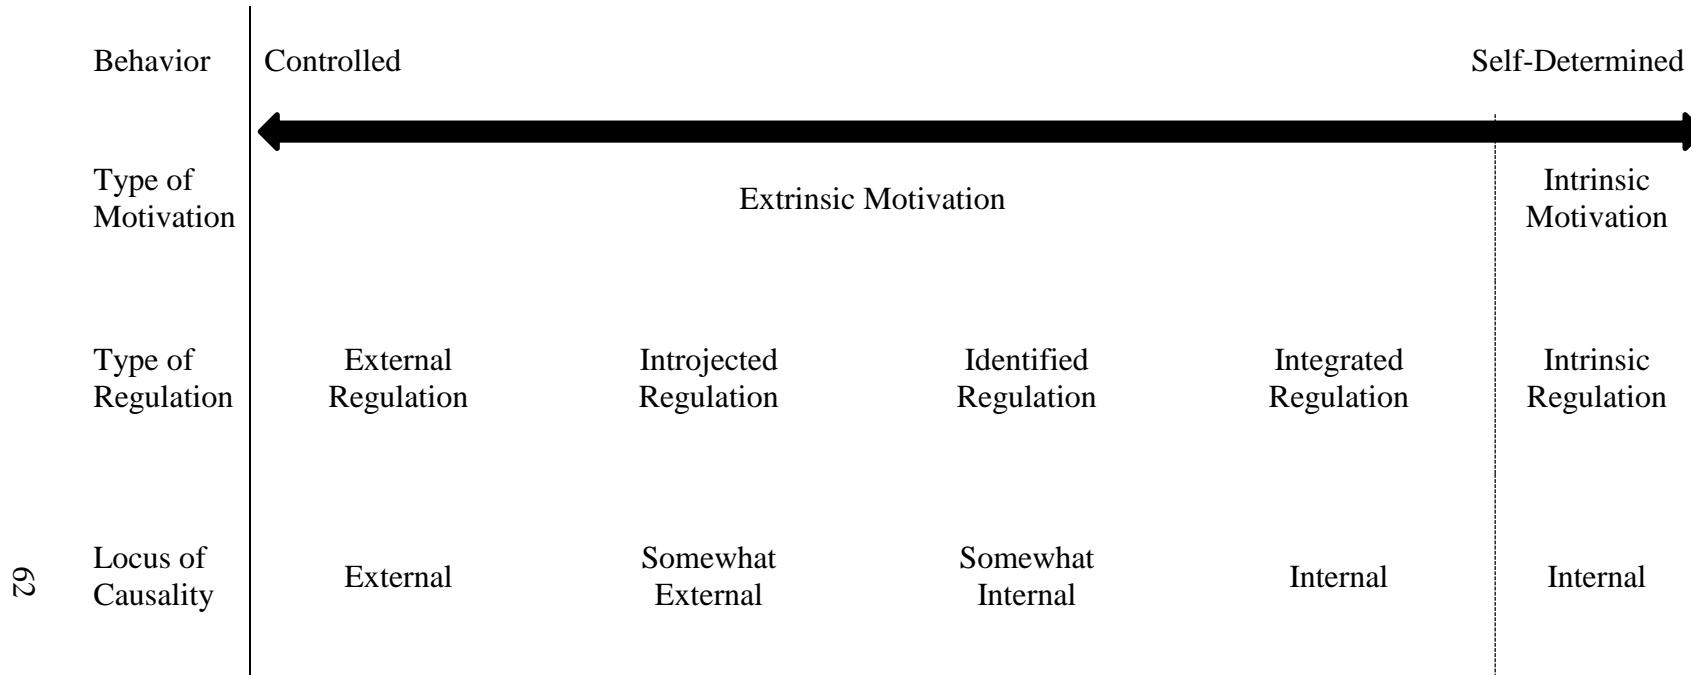 Behavior Controlled Self-Determined
Type of
Motivation
Extrinsic Motivation
Intrinsic
Motivation
Type of
Regulation
External
Regulation
Introjected
Regulation
Identified
Regulation
Integrated
Regulation
Intrinsic
Regulation
Locus of
Causality
External
Somewhat
External
Somewhat
Internal
Internal
Internal
62